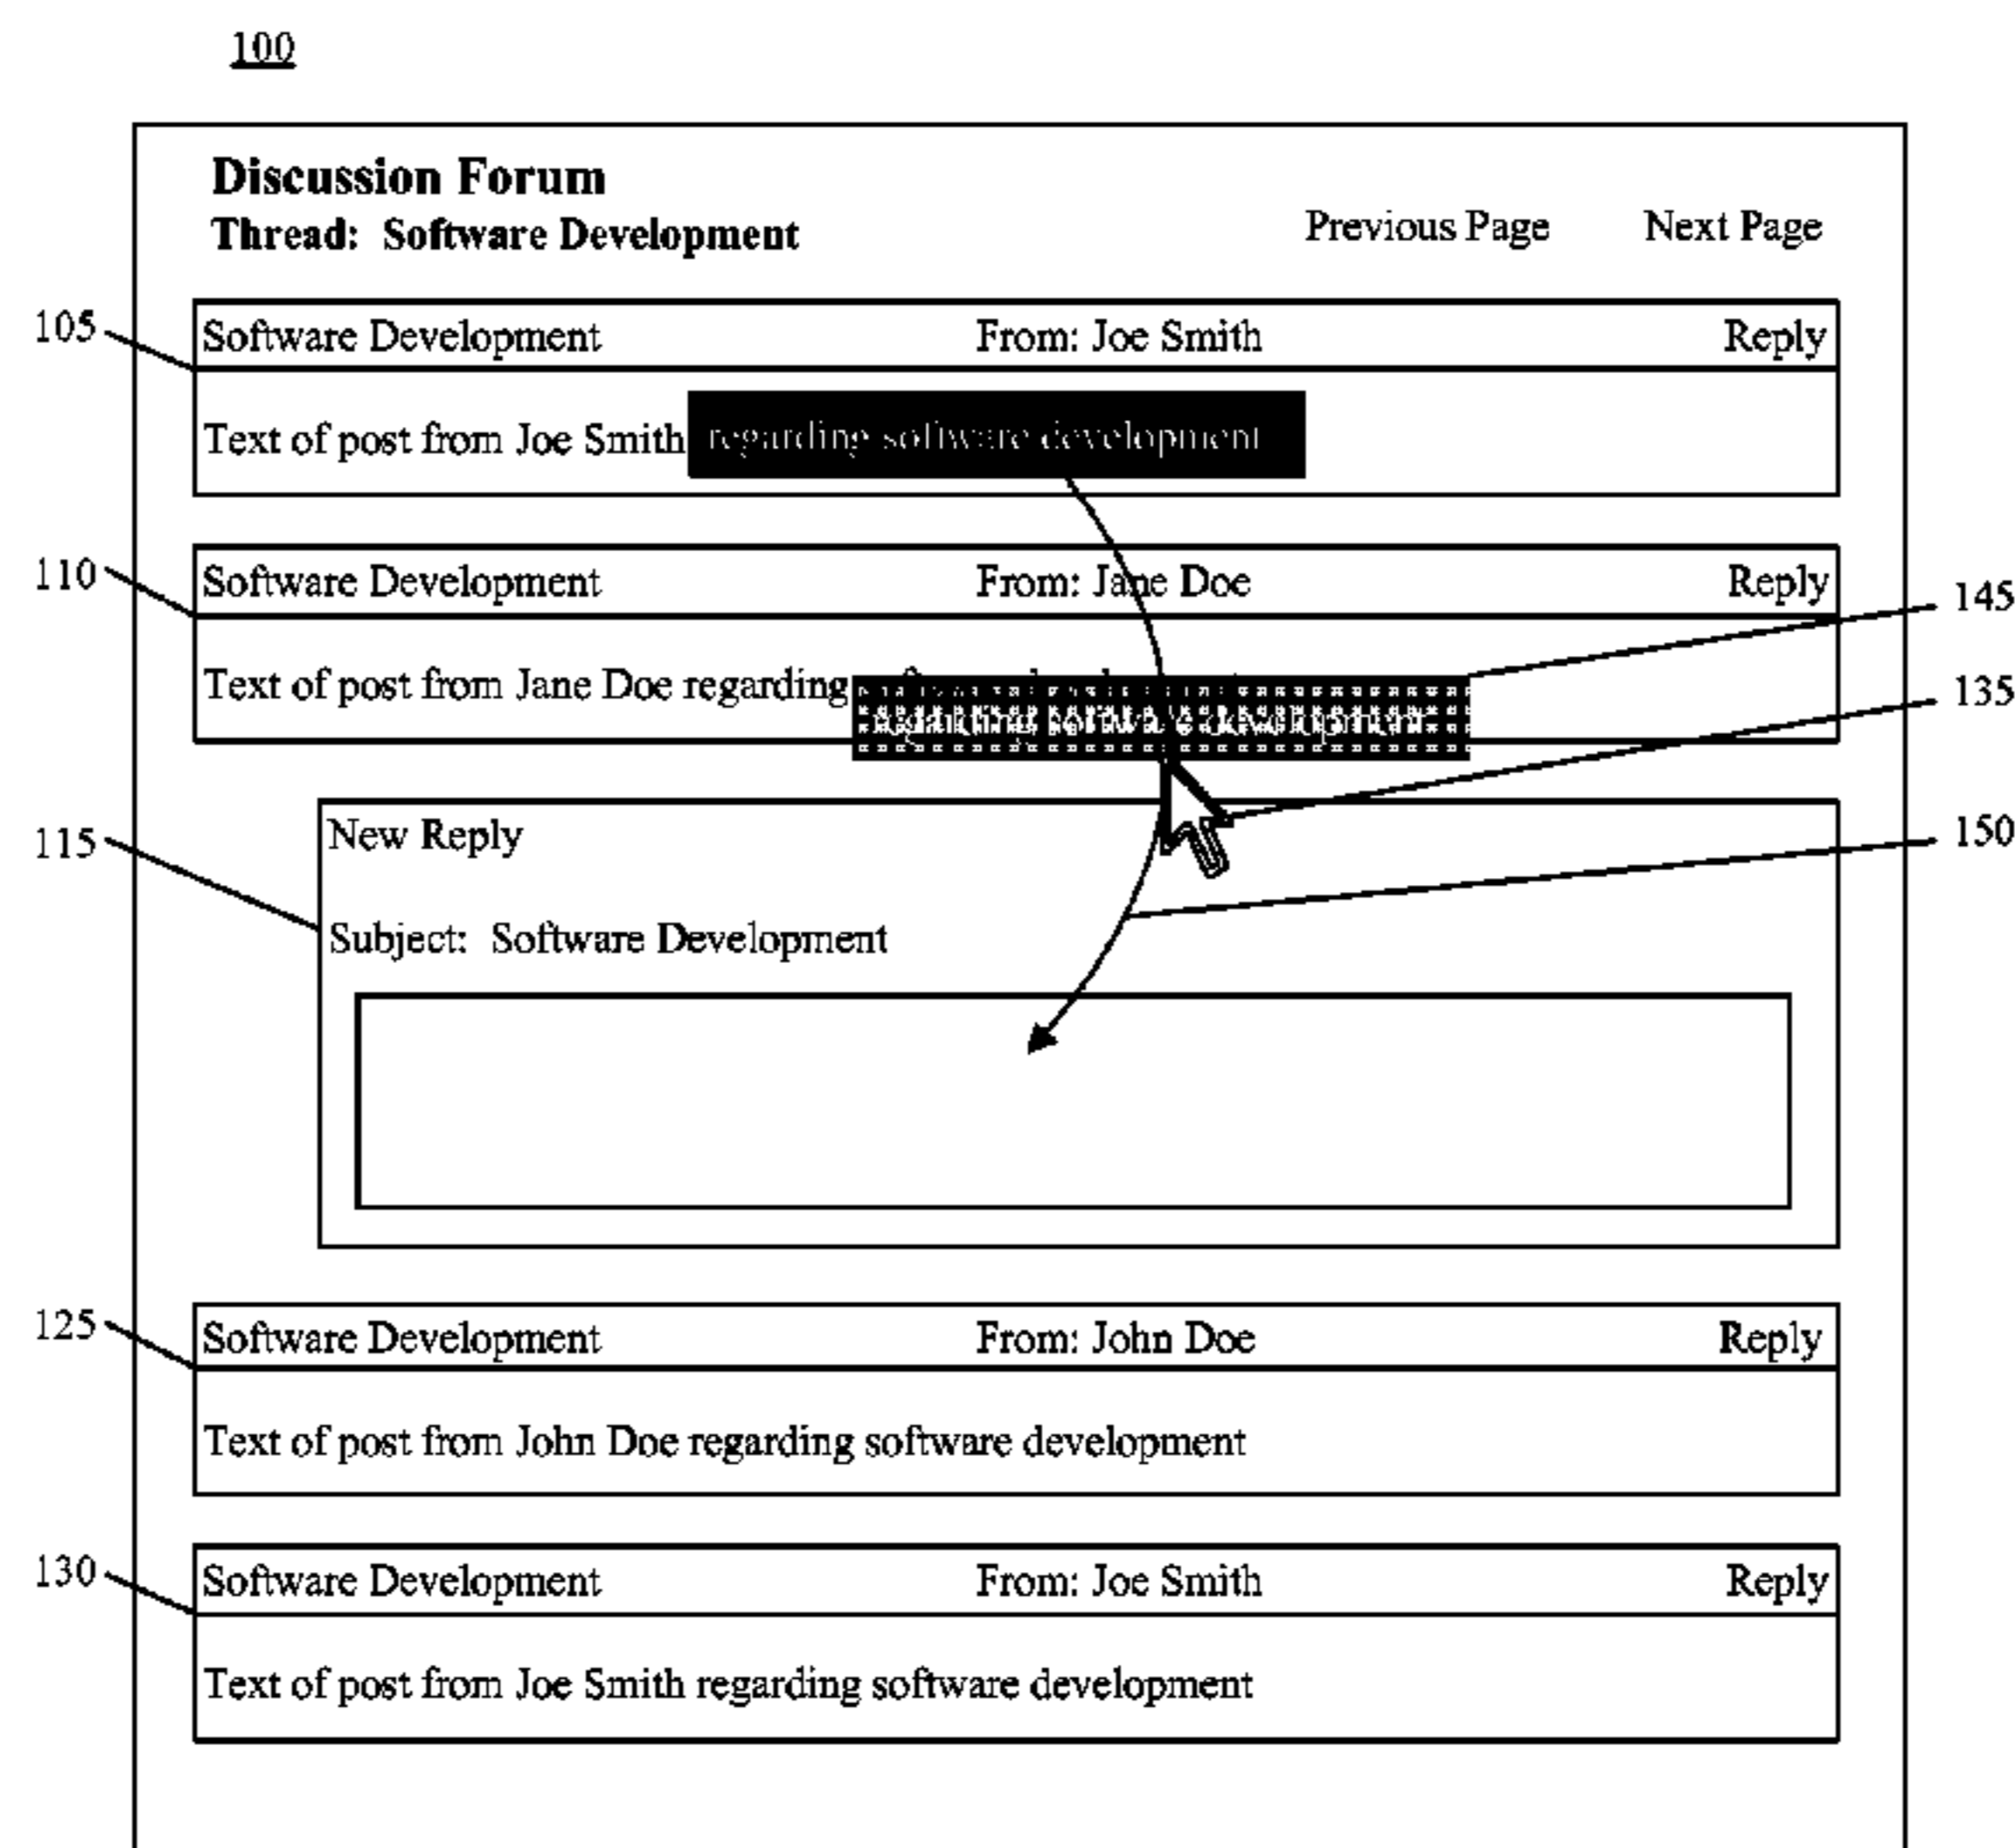 100
Discussion Forum
Thread: Software Development
Previous Page Next Page
105
Software Development From: Joe Smith Reply
Text of post from Joe Smith regarding software development
110
Software Development From: Jane Doe Reply
145
Text of post from Jane Doe regarding
135
regarding software development
150
115
New Reply
Subject: Software Development
125
Software Development From: John Doe Reply
Text of post from John Doe regarding software development
130
Software Development From: Joe Smith Reply
Text of post from Joe Smith regarding software development